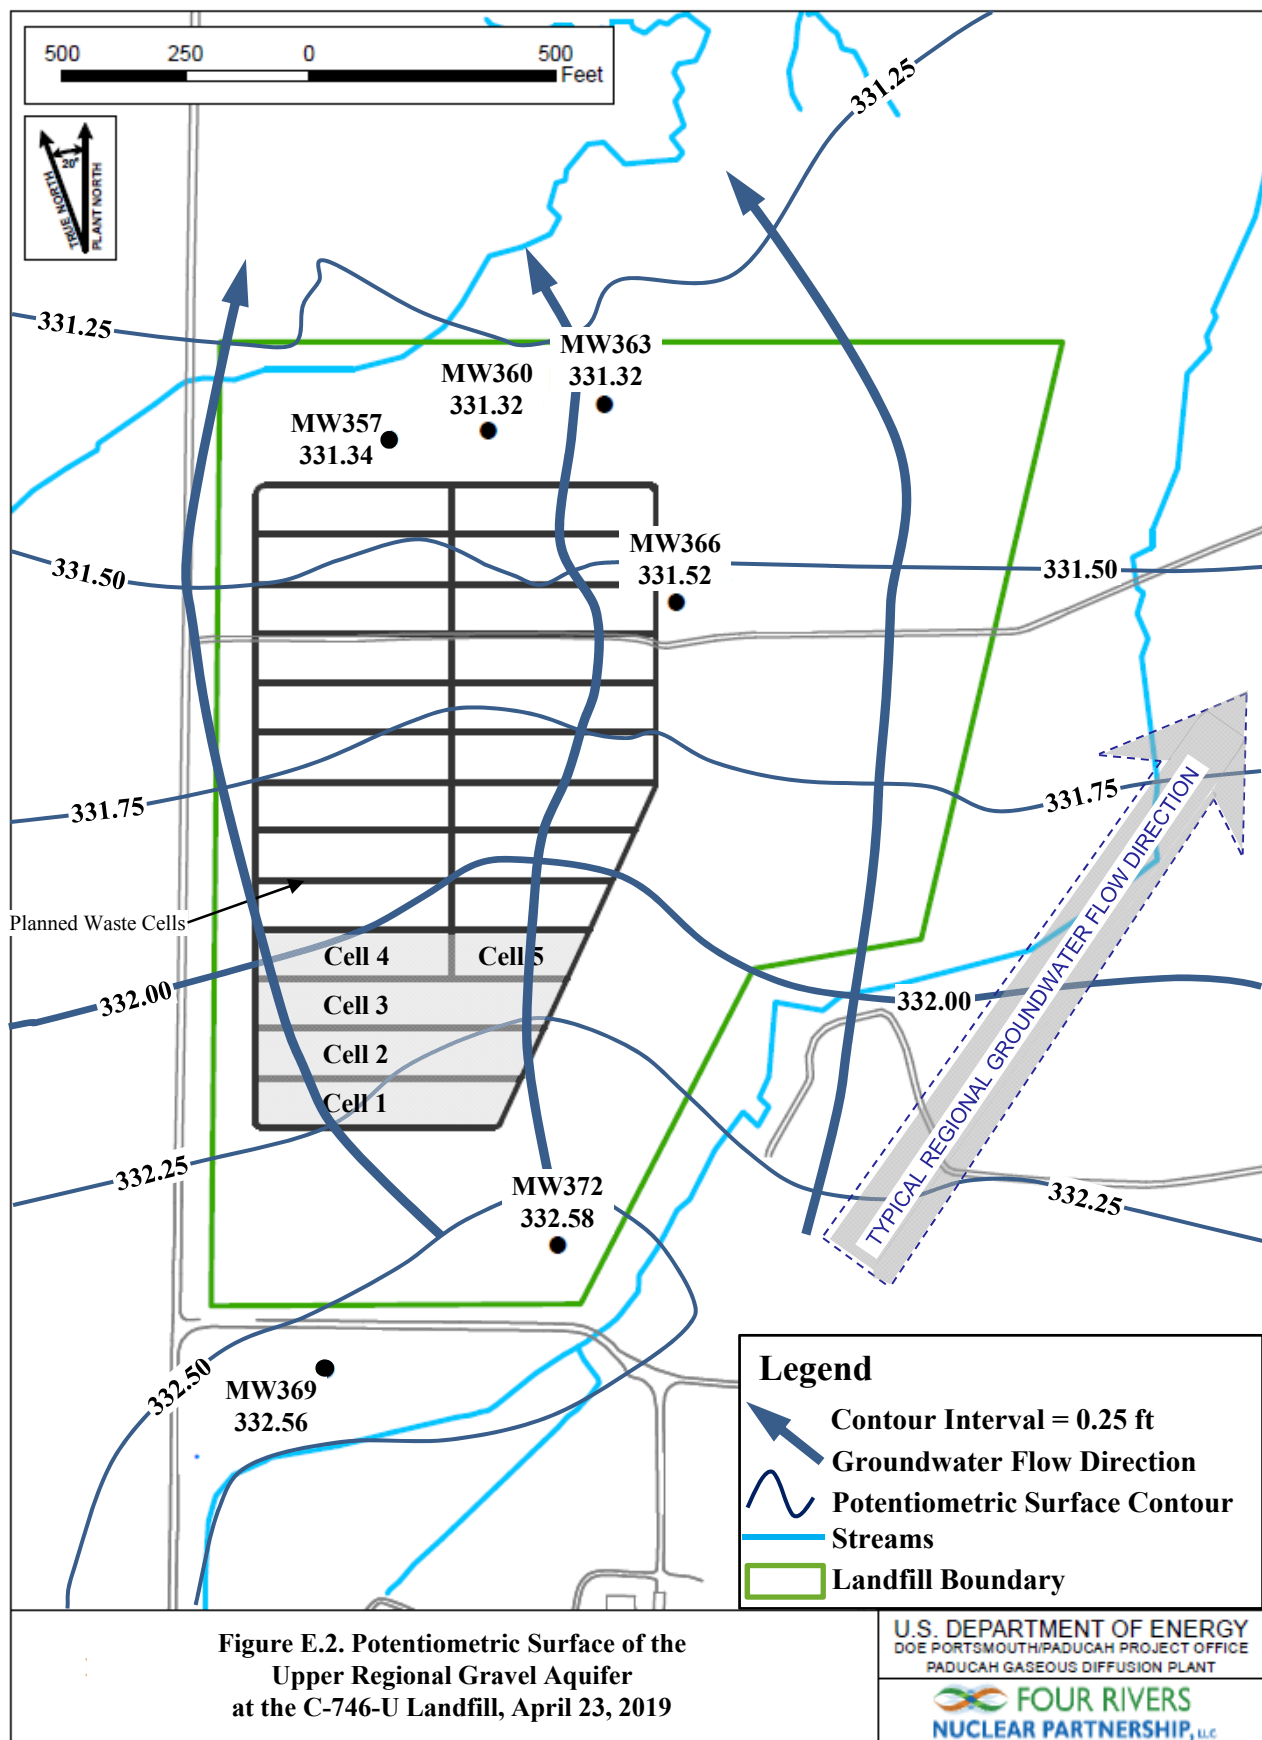 500 250 0 500
Feet
TRUE NORTH
20°
PLANT NORTH
331.25
331.25
MW363
331.32
MW360
331.32
MW357
331.34
MW366
331.52
331.50
331.50
331.75
331.75
Planned Waste Cells
Cell 4
Cell 5
332.00
332.00
Cell 3
Cell 2
Cell 1
TYPICAL REGIONAL GROUNDWATER FLOW DIRECTION
332.25
332.25
MW372
332.58
332.50
MW369
332.56
Legend
Contour Interval = 0.25 ft
Groundwater Flow Direction
Potentiometric Surface Contour
Streams
Landfill Boundary
Figure E.2. Potentiometric Surface of the
Upper Regional Gravel Aquifer
at the C-746-U Landfill, April 23, 2019
U.S. DEPARTMENT OF ENERGY
DOE PORTSMOUTH/PADUCAH PROJECT OFFICE
PADUCAH GASEOUS DIFFUSION PLANT
FOUR RIVERS
NUCLEAR PARTNERSHIP, LLC